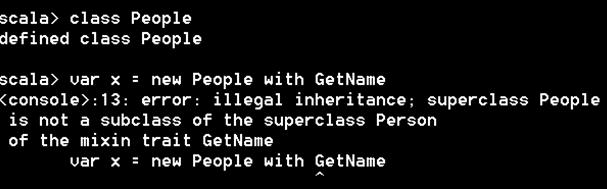 scala> class People
defined class People
scala> var x = new People with GetName
<console>:13: error: illegal inheritance; superclass People
is not a subclass of the superclass Person
of the mixin trait GetName
var x = new People with GetName
^